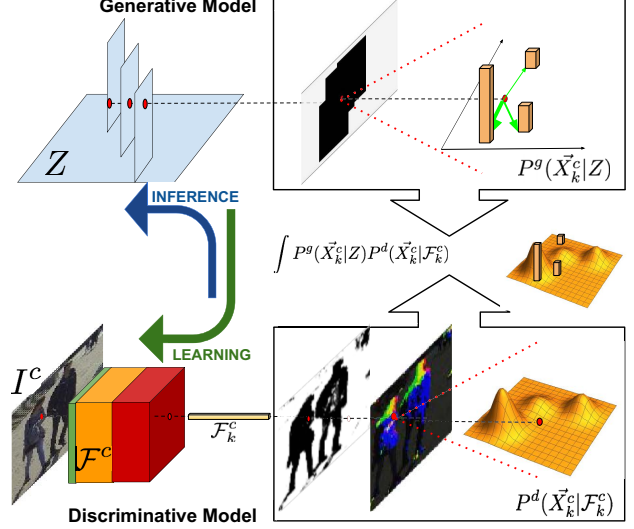 Generative Model
Z
P^g(\vec{X}_k^c|Z)
INFERENCE
∫ P^g(\vec{X}_k^c|Z)P^d(\vec{X}_k^c|\mathcal{F}_k^c)
LEARNING
I^c
\mathcal{F}^c
\mathcal{F}_k^c
P^d(\vec{X}_k^c|\mathcal{F}_k^c)
Discriminative Model